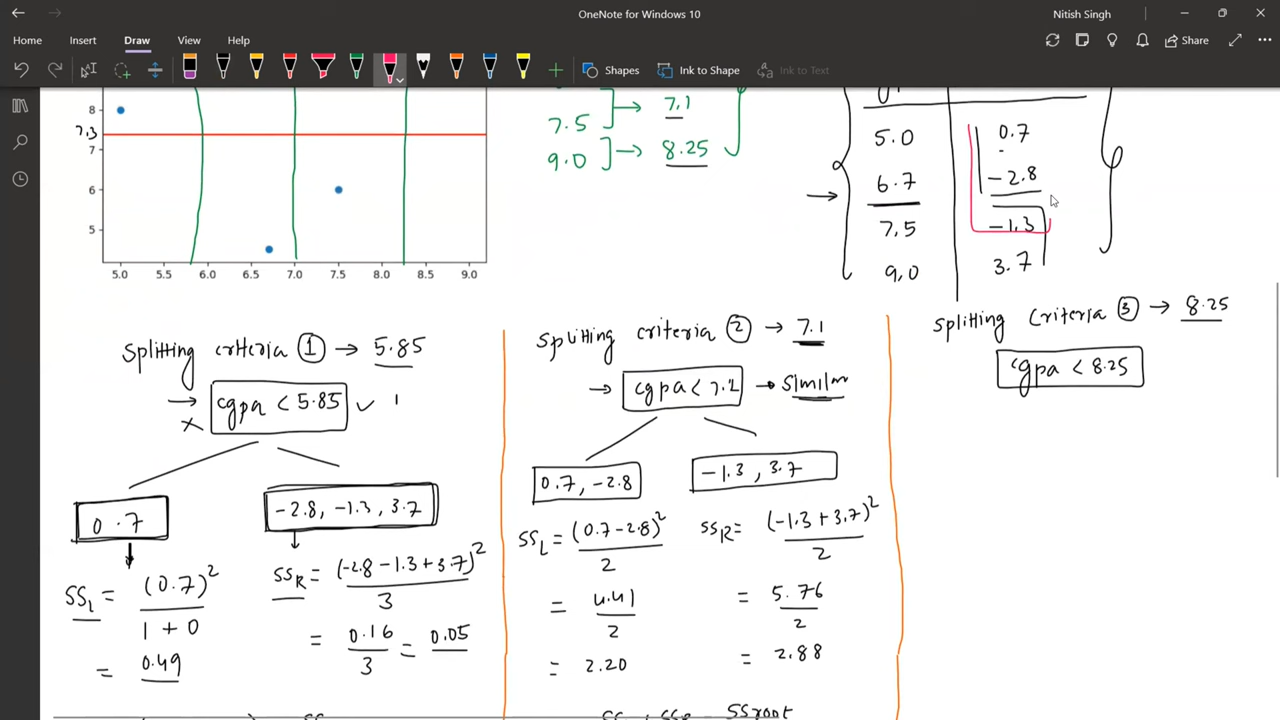 OneNote for Windows 10
Nitish Singh
Home Insert Draw View Help
Share
Shapes
Ink to Shape
Ink to Text
8
7.3
7
6
5
5.0 5.5 6.0 6.5 7.0 7.5 8.0 8.5 9.0
7.5 → 7.1
9.0 → 8.25
5.0 0.7
→ 6.7 -2.8
7.5 -1.3
9.0 3.7
Splitting criteria ① → 5.85
→ cgpa < 5.85 ✓
×
0.7
-2.8, -1.3, 3.7
SSL = (0.7)²
1 + 0
= 0.49
SSR = (-2.8 - 1.3 + 3.7)²
3
= 0.16
3
= 0.05
Splitting criteria ② → 7.1
→ cgpa < 7.1 → Similar
0.7, -2.8
-1.3, 3.7
SSL = (0.7 - 2.8)²
2
= 4.41
2
= 2.20
SSR = (-1.3 + 3.7)²
2
= 5.76
2
= 2.88
SSroot
Splitting criteria ③ → 8.25
cgpa < 8.25